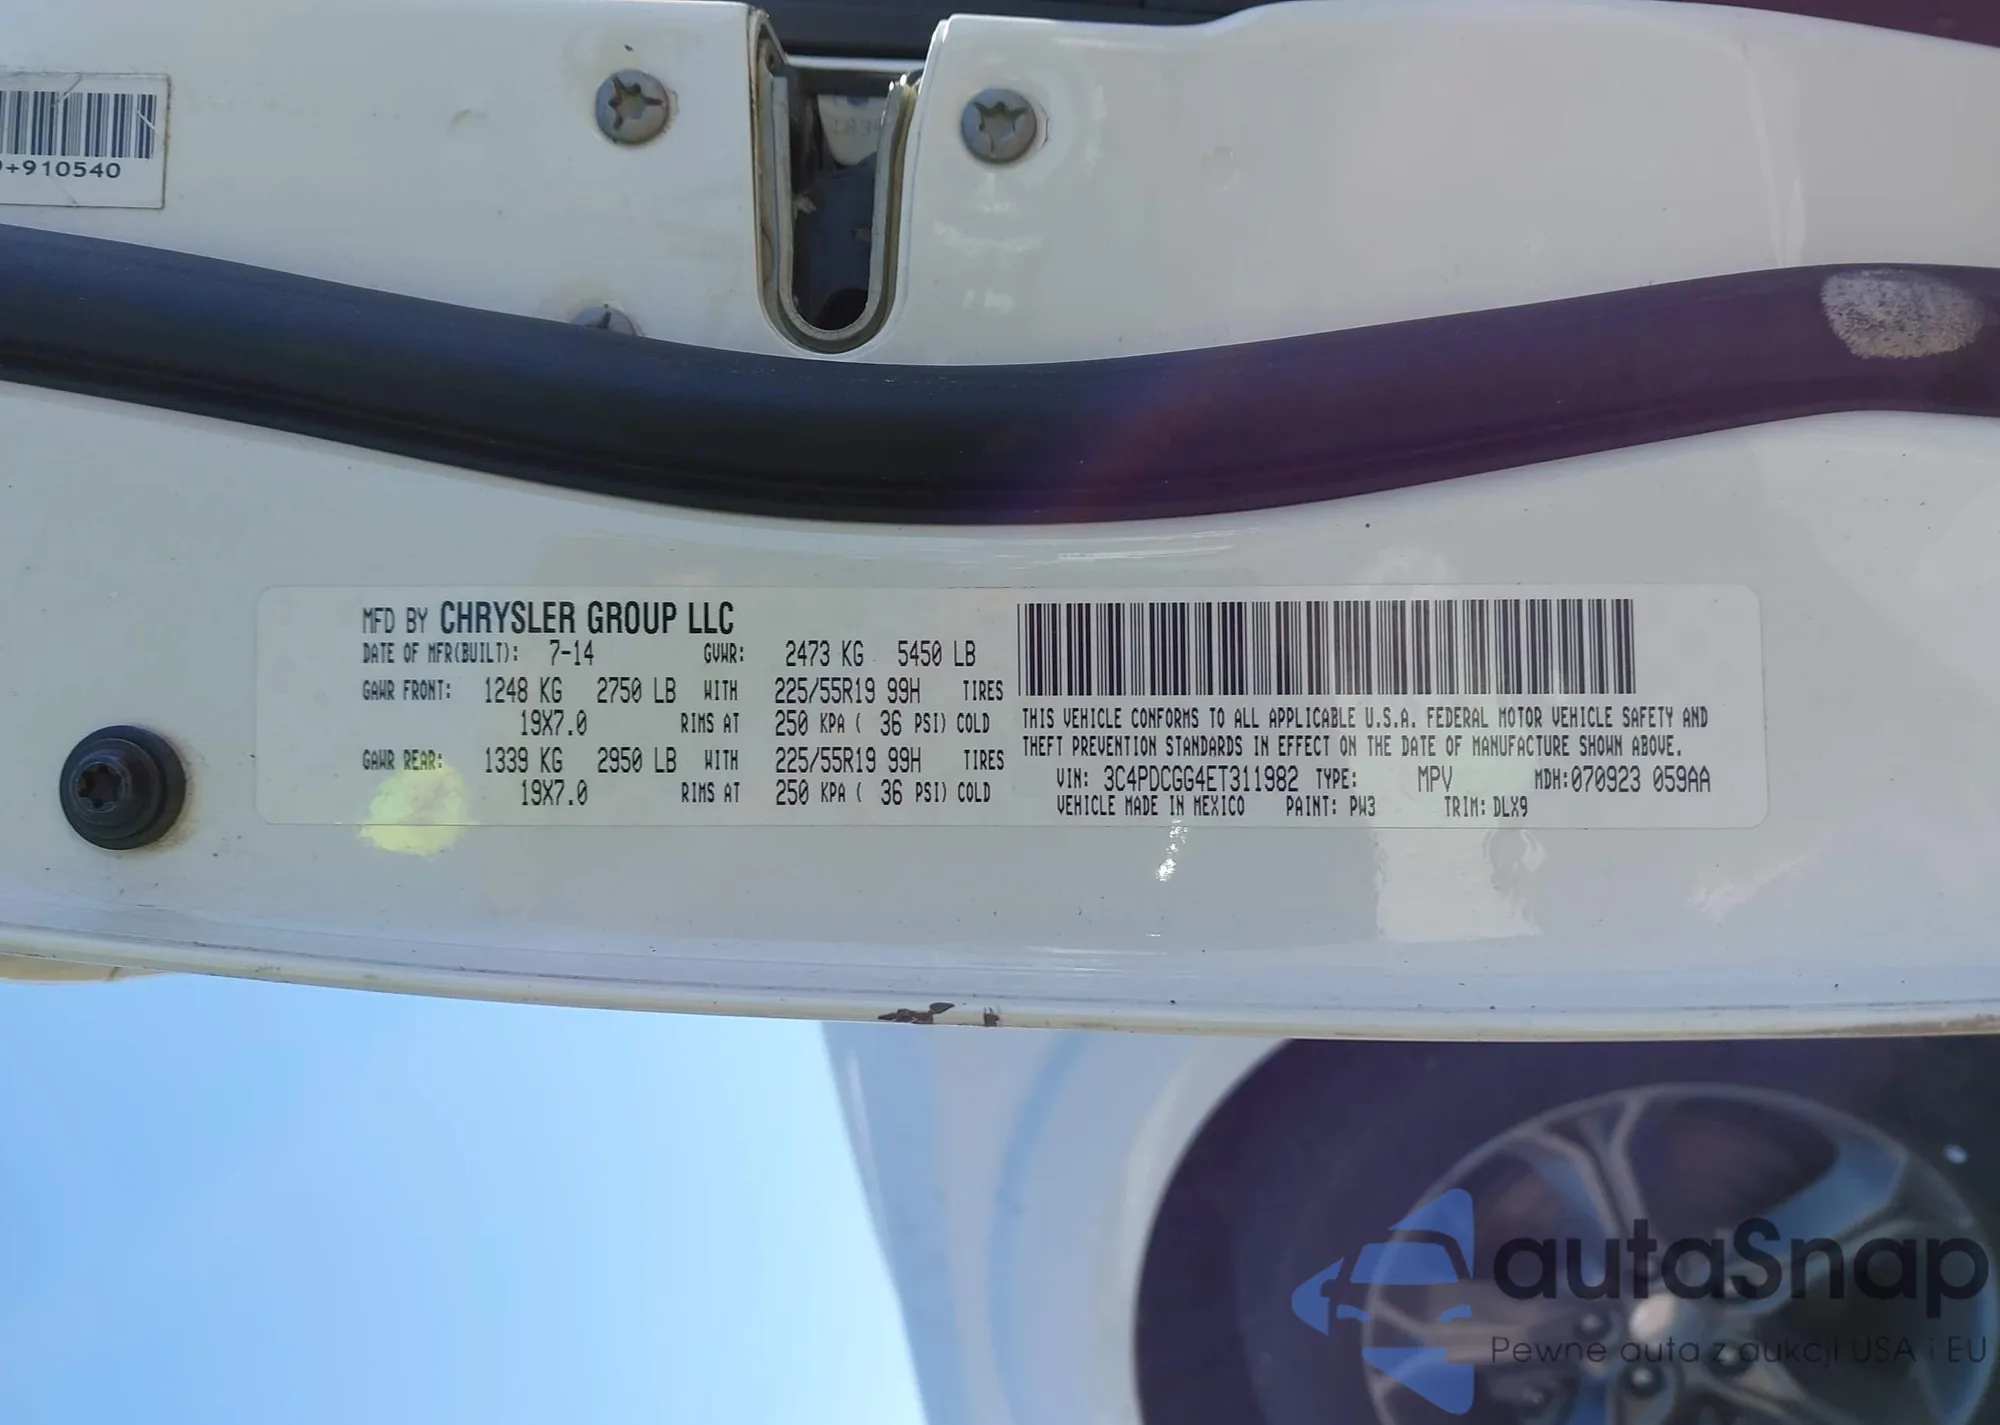 +910540
MFD BY CHRYSLER GROUP LLC
DATE OF MFR(BUILT): 7-14 GVWR: 2473 KG 5450 LB
GAWR FRONT: 1248 KG 2750 LB WITH 225/55R19 99H TIRES
19X7.0 RIMS AT 250 KPA ( 36 PSI) COLD
GAWR REAR: 1339 KG 2950 LB WITH 225/55R19 99H TIRES
19X7.0 RIMS AT 250 KPA ( 36 PSI) COLD
THIS VEHICLE CONFORMS TO ALL APPLICABLE U.S.A. FEDERAL MOTOR VEHICLE SAFETY AND
THEFT PREVENTION STANDARDS IN EFFECT ON THE DATE OF MANUFACTURE SHOWN ABOVE.
VIN: 3C4PDCGG4ET311982 TYPE: MPV MDH:070923 059AA
VEHICLE MADE IN MEXICO PAINT: PW3 TRIM: DLX9
autaSnap
Pewne auta z aukcji USA i EU